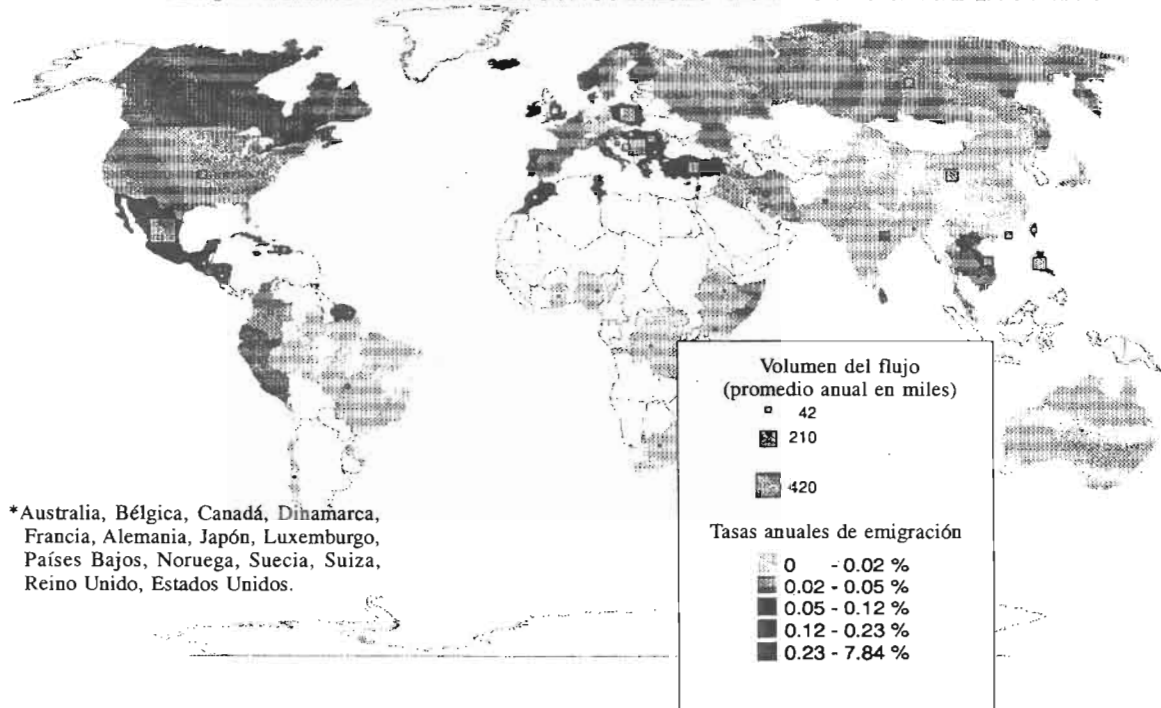 Volumen del flujo
(promedio anual en miles)
42
210
420
*Australia, Bélgica, Canadá, Dinamarca,
Francia, Alemania, Japón, Luxemburgo,
Países Bajos, Noruega, Suecia, Suiza,
Reino Unido, Estados Unidos.
Tasas anuales de emigración
0 - 0.02 %
0.02 - 0.05 %
0.05 - 0.12 %
0.12 - 0.23 %
0.23 - 7.84 %